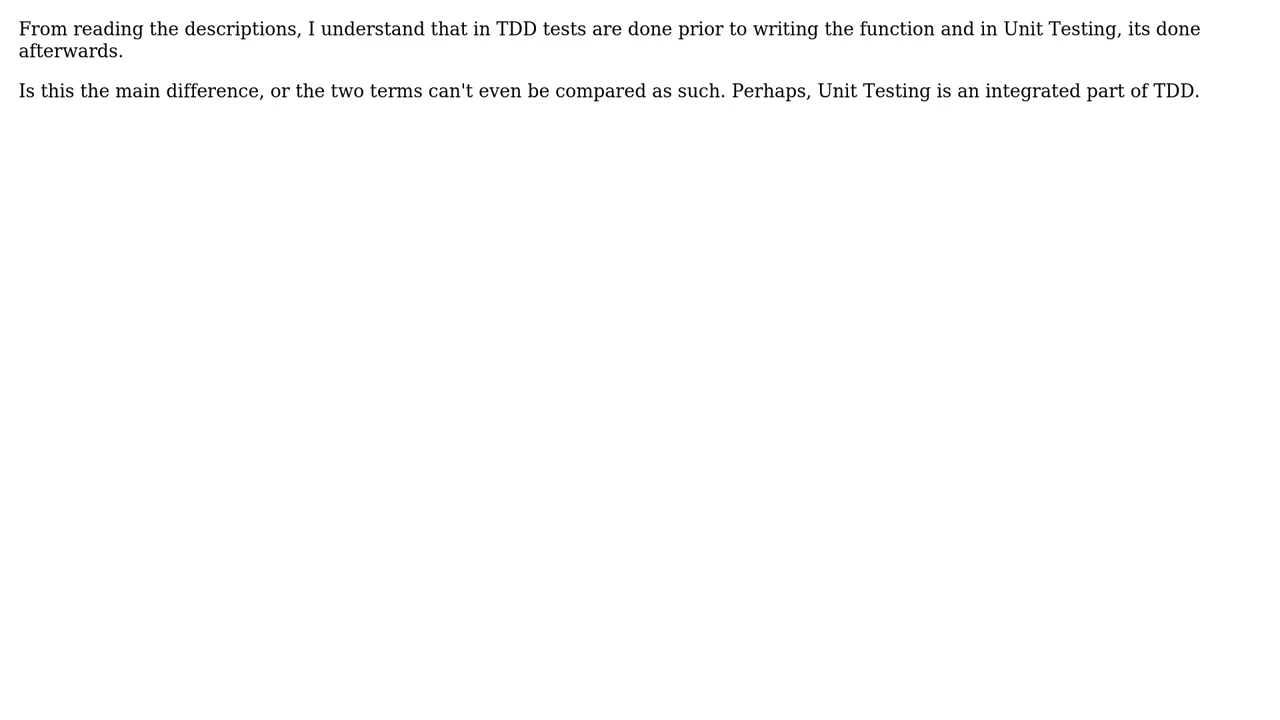 From reading the descriptions, I understand that in TDD tests are done prior to writing the function and in Unit Testing, its done
afterwards.
Is this the main difference, or the two terms can't even be compared as such. Perhaps, Unit Testing is an integrated part of TDD.